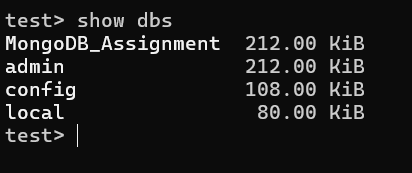 test> show dbs
MongoDB_Assignment  212.00 KiB
admin               212.00 KiB
config              108.00 KiB
local                80.00 KiB
test>